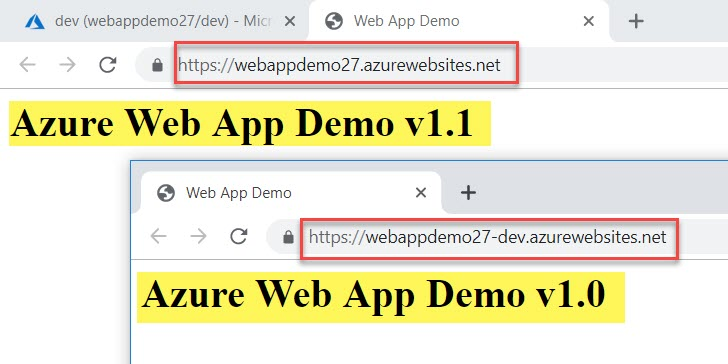 dev (webappdemo27/dev) - Micr
Web App Demo
https://webappdemo27.azurewebsites.net
Azure Web App Demo v1.1
Web App Demo
https://webappdemo27-dev.azurewebsites.net
Azure Web App Demo v1.0